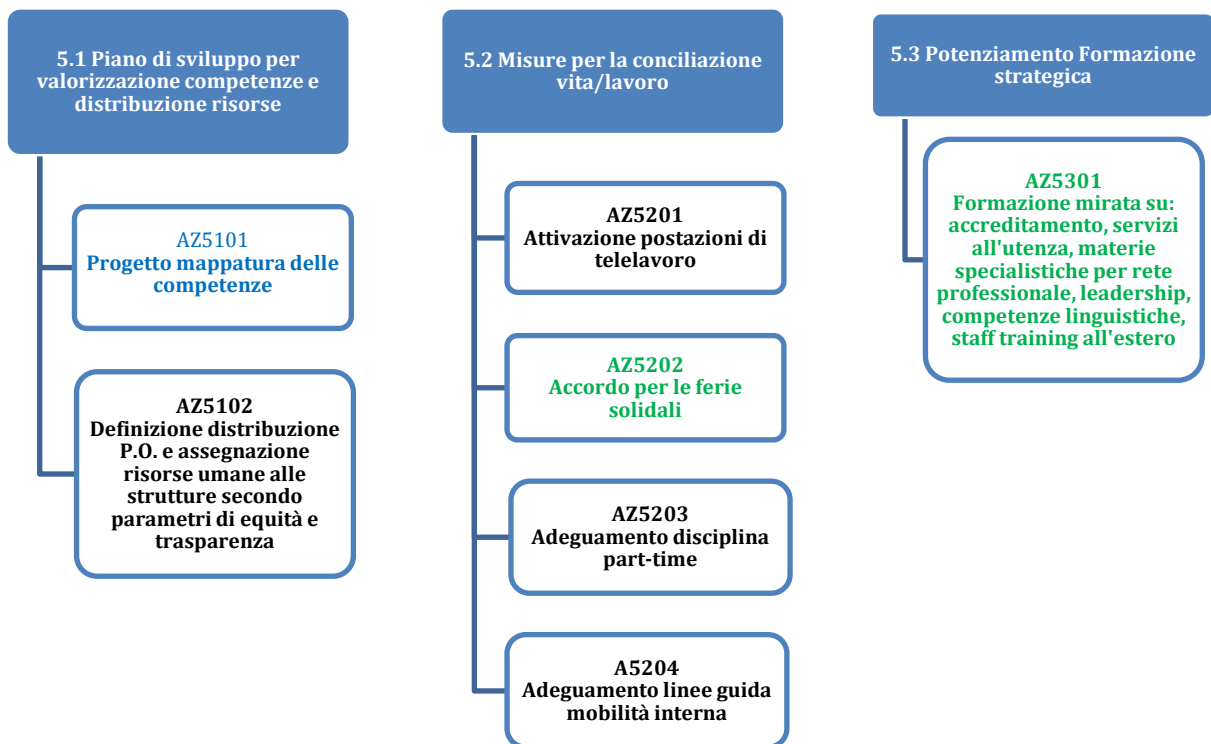 5.1 Piano di sviluppo per
valorizzazione competenze e
distribuzione risorse
AZ5101
Progetto mappatura delle
competenze
AZ5102
Definizione distribuzione
P.O. e assegnazione
risorse umane alle
strutture secondo
parametri di equità e
trasparenza
5.2 Misure per la conciliazione
vita/lavoro
AZ5201
Attivazione postazioni di
telelavoro
AZ5202
Accordo per le ferie
solidali
AZ5203
Adeguamento disciplina
part-time
A5204
Adeguamento linee guida
mobilità interna
5.3 Potenziamento Formazione
strategica
AZ5301
Formazione mirata su:
accreditamento, servizi
all'utenza, materie
specialistiche per rete
professionale, leadership,
competenze linguistiche,
staff training all'estero